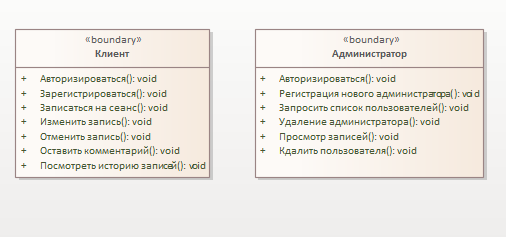 «boundary»
Клиент
+ Авторизироваться(): void
+ Зарегистрироваться(): void
+ Записаться на сеанс(): void
+ Изменить запись(): void
+ Отменить запись(): void
+ Оставить комментарий(): void
+ Посмотреть историю записей(): void
«boundary»
Администратор
+ Авторизироваться(): void
+ Регистрация нового администратора(): void
+ Запросить список пользователей(): void
+ Удаление администратора(): void
+ Просмотр записей(): void
+ Кдалить пользователя(): void